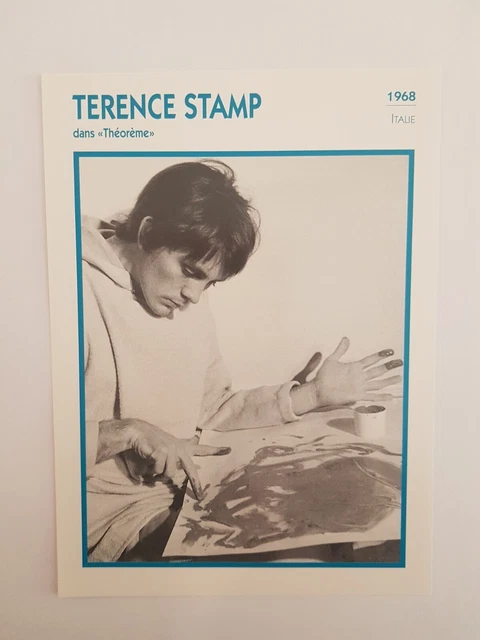 TERENCE STAMP
dans «Théorème»
1968
ITALIE